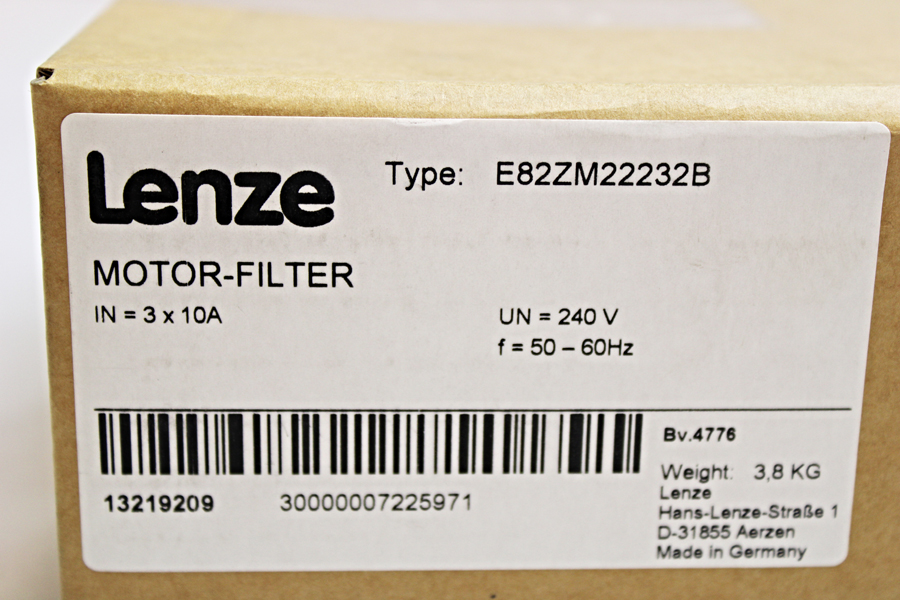 Lenze
Type: E82ZM22232B
MOTOR-FILTER
IN = 3 x 10A
UN = 240 V
f = 50 – 60Hz
Bv.4776
13219209 30000007225971
Weight: 3,8 KG
Lenze
Hans-Lenze-Straße 1
D-31855 Aerzen
Made in Germany